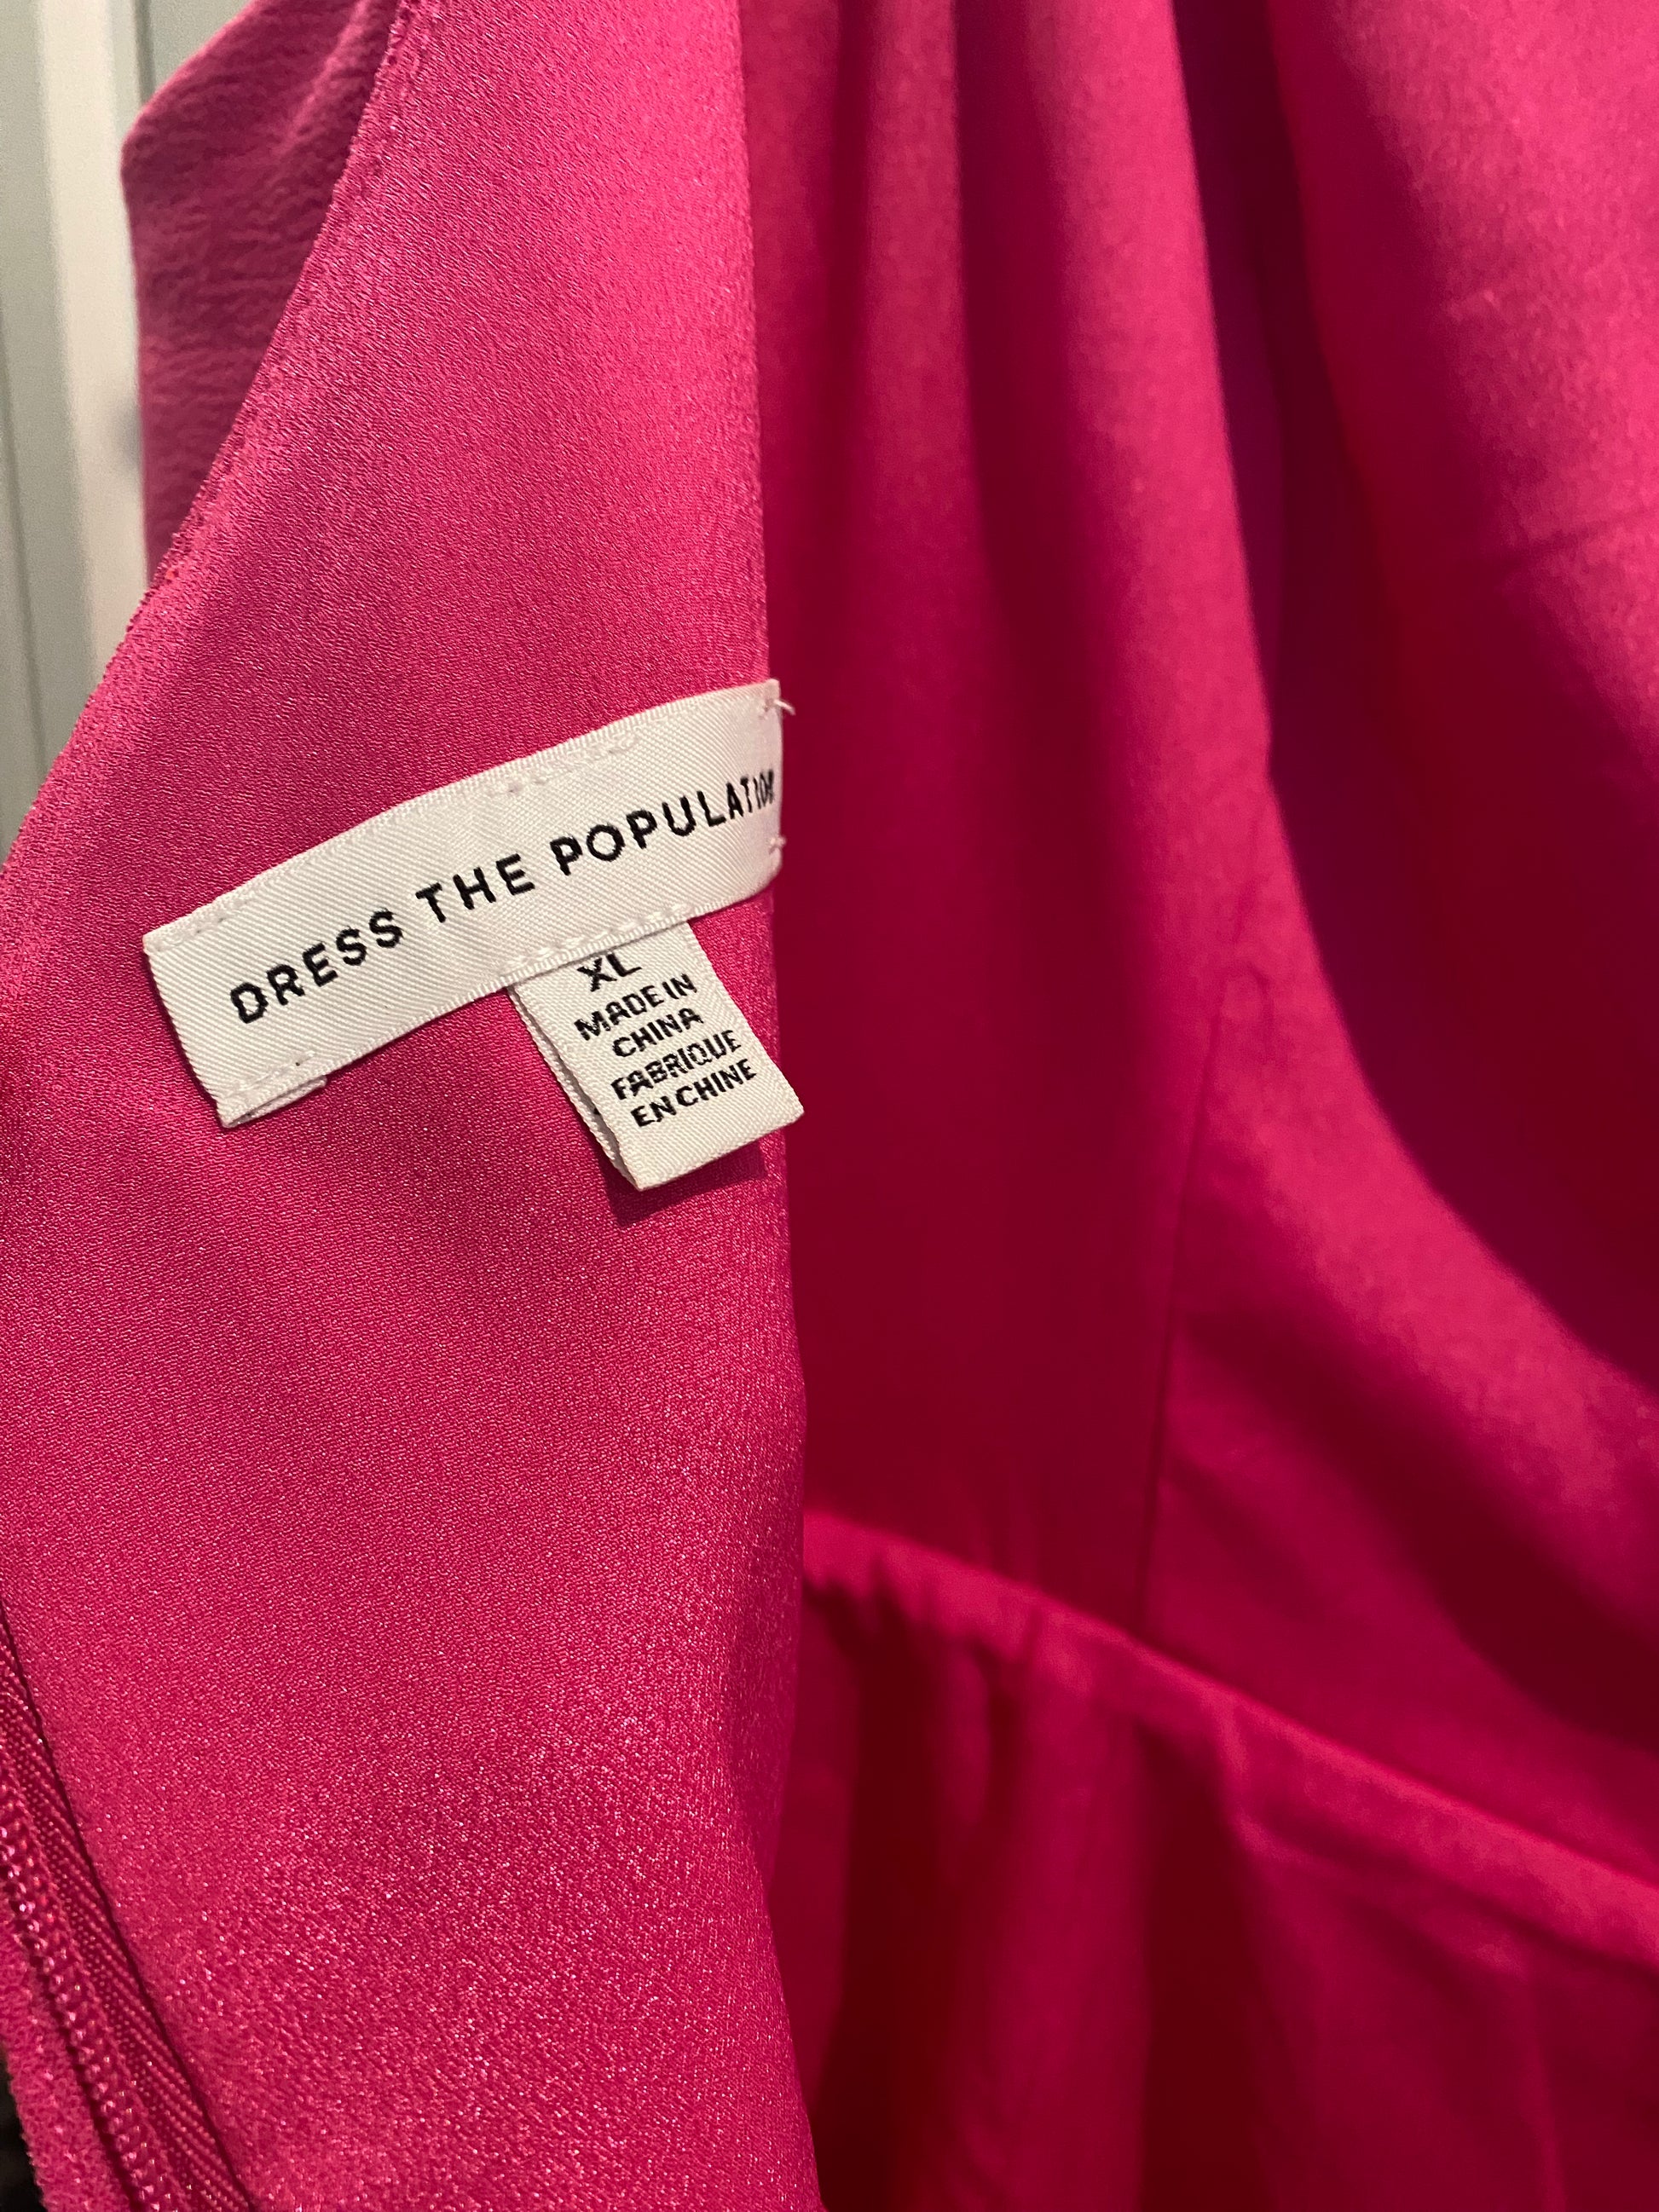 DRESS THE POPULATION
XL
MADE IN
CHINA
FABRIQUE
EN CHINE